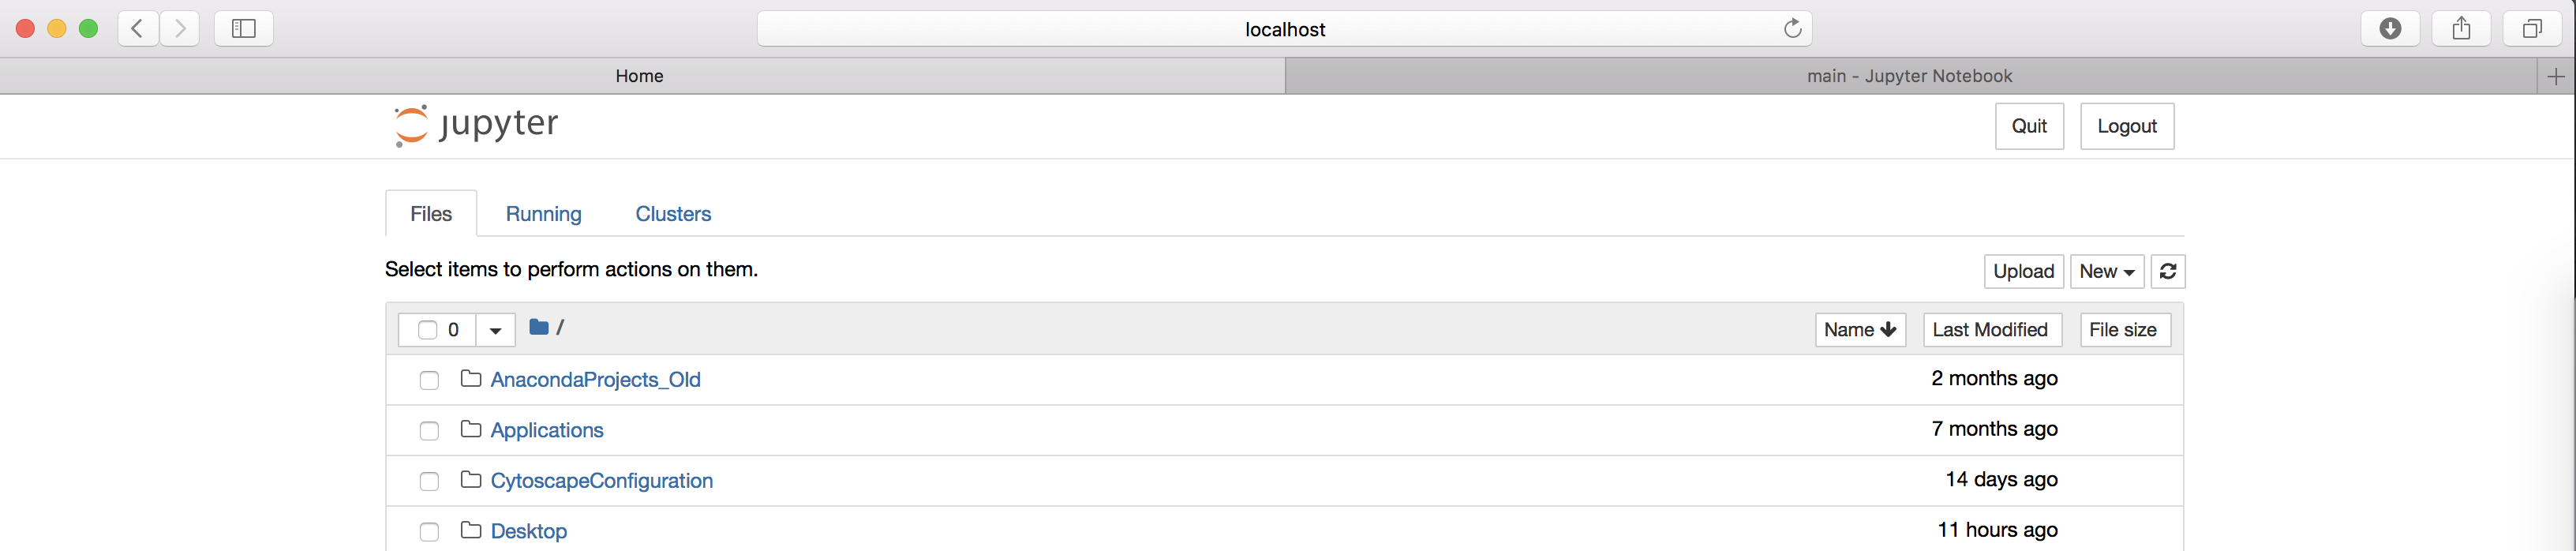 localhost
Home main - Jupyter Notebook
jupyter Quit Logout
Files Running Clusters
Select items to perform actions on them. Upload New
0 / Name Last Modified File size
AnacondaProjects_Old 2 months ago
Applications 7 months ago
CytoscapeConfiguration 14 days ago
Desktop 11 hours ago